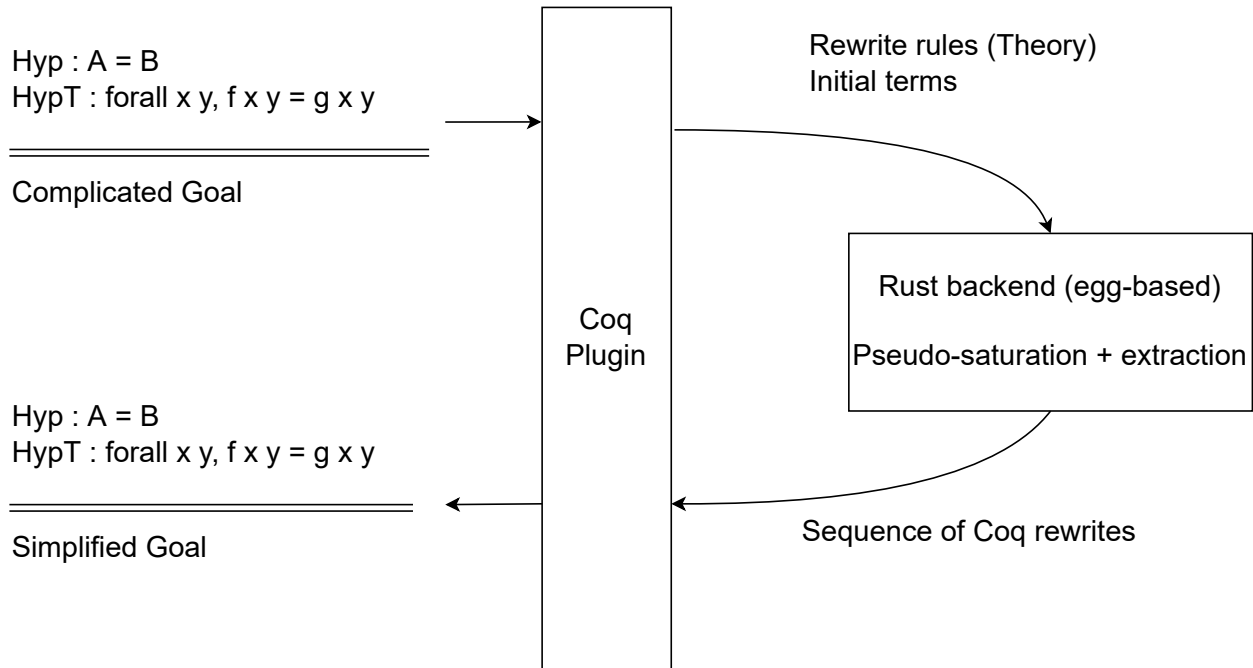 Hyp : A = B
HypT : forall x y, f x y = g x y
Complicated Goal
Rewrite rules (Theory)
Initial terms
Coq
Plugin
Rust backend (egg-based)
Pseudo-saturation + extraction
Hyp : A = B
HypT : forall x y, f x y = g x y
Simplified Goal
Sequence of Coq rewrites